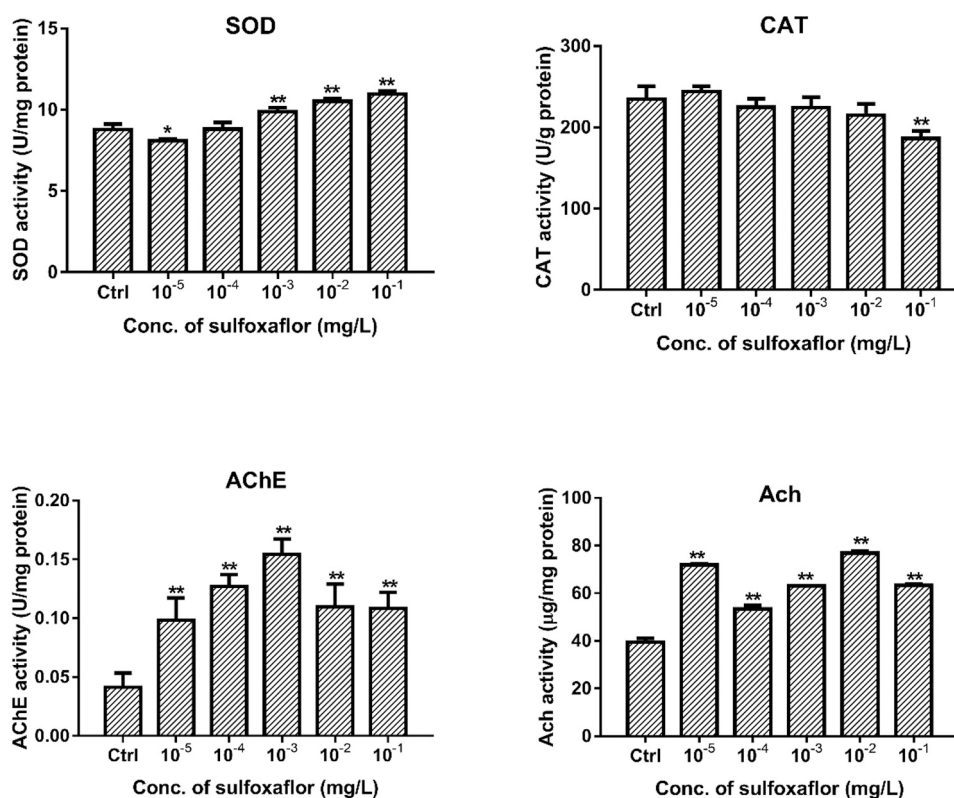 SOD
SOD activity (U/mg protein)
15
10
5
0
* ** ** **
Ctrl 10⁻⁵ 10⁻⁴ 10⁻³ 10⁻² 10⁻¹
Conc. of sulfoxaflor (mg/L)
CAT
CAT activity (U/g protein)
300
200
100
0
**
Ctrl 10⁻⁵ 10⁻⁴ 10⁻³ 10⁻² 10⁻¹
Conc. of sulfoxaflor (mg/L)
AChE
AChE activity (U/mg protein)
0.20
0.15
0.10
0.05
0.00
** ** ** ** **
Ctrl 10⁻⁵ 10⁻⁴ 10⁻³ 10⁻² 10⁻¹
Conc. of sulfoxaflor (mg/L)
Ach
Ach activity (μg/mg protein)
100
80
60
40
20
0
** ** ** ** **
Ctrl 10⁻⁵ 10⁻⁴ 10⁻³ 10⁻² 10⁻¹
Conc. of sulfoxaflor (mg/L)